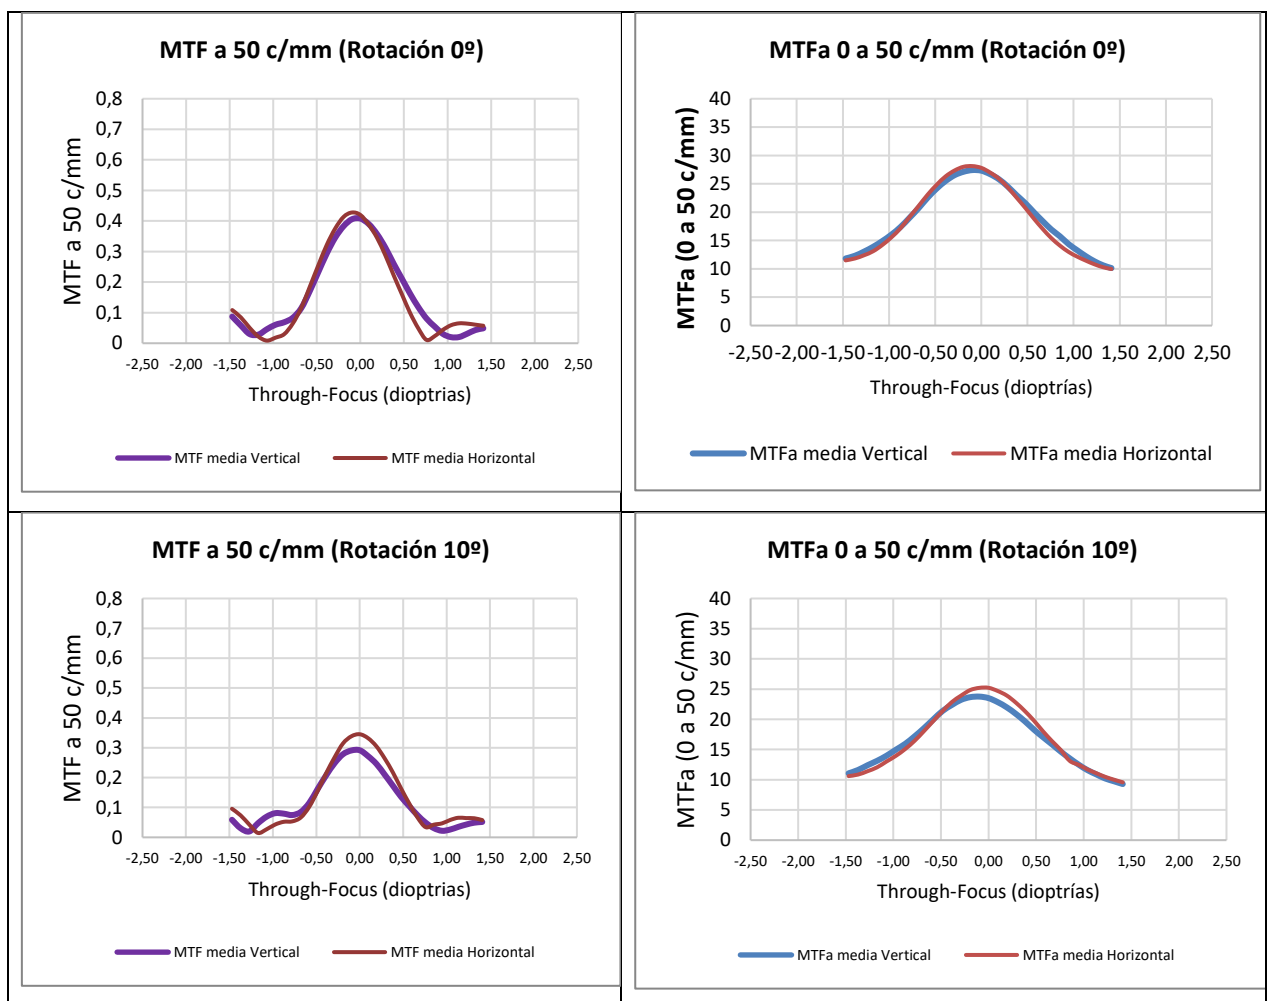 MTF a 50 c/mm (Rotación 0º)
MTF a 50 c/mm
0,8
0,7
0,6
0,5
0,4
0,3
0,2
0,1
0
-2,50 -2,00 -1,50 -1,00 -0,50 0,00 0,50 1,00 1,50 2,00 2,50
Through-Focus (dioptrias)
MTF media Vertical MTF media Horizontal
MTFa 0 a 50 c/mm (Rotación 0º)
MTFa (0 a 50 c/mm)
40
35
30
25
20
15
10
5
0
-2,50 -2,00 -1,50 -1,00 -0,50 0,00 0,50 1,00 1,50 2,00 2,50
Through-Focus (dioptrías)
MTFa media Vertical MTFa media Horizontal
MTF a 50 c/mm (Rotación 10º)
MTF a 50 c/mm
0,8
0,7
0,6
0,5
0,4
0,3
0,2
0,1
0
-2,50 -2,00 -1,50 -1,00 -0,50 0,00 0,50 1,00 1,50 2,00 2,50
Through-Focus (dioptrias)
MTF media Vertical MTF media Horizontal
MTFa 0 a 50 c/mm (Rotación 10º)
MTFa (0 a 50 c/mm)
40
35
30
25
20
15
10
5
0
-2,50 -2,00 -1,50 -1,00 -0,50 0,00 0,50 1,00 1,50 2,00 2,50
Through-Focus (dioptrías)
MTFa media Vertical MTFa media Horizontal